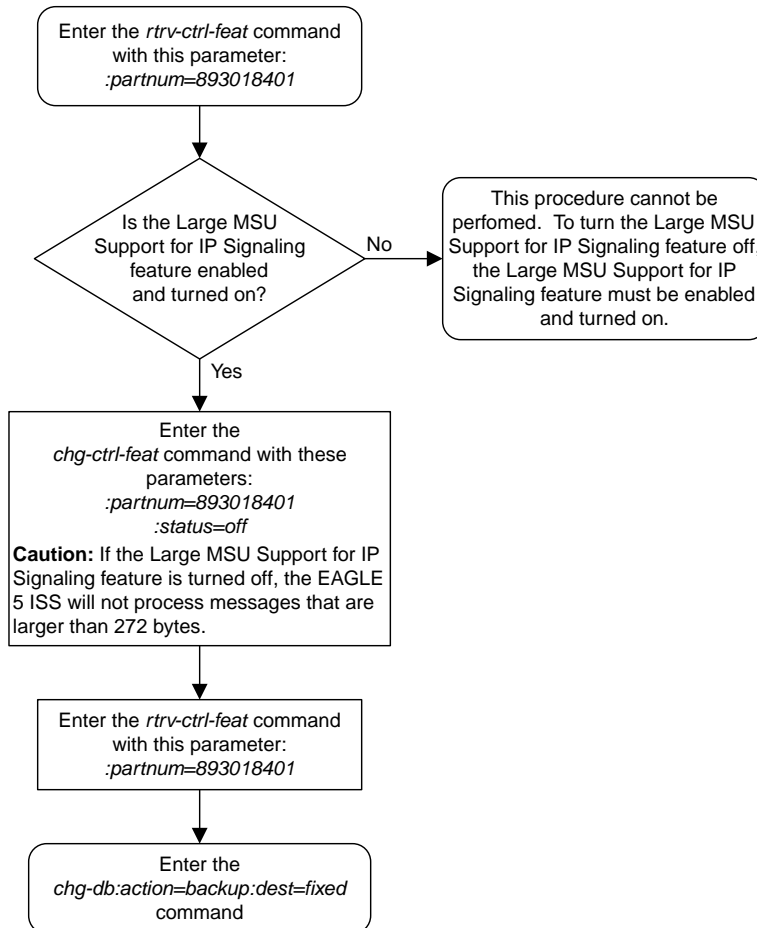 Enter the rtrv-ctrl-feat command
with this parameter:
:partnum=893018401
Is the Large MSU
Support for IP Signaling
feature enabled
and turned on?
No
This procedure cannot be
perfomed. To turn the Large MSU
Support for IP Signaling feature off,
the Large MSU Support for IP
Signaling feature must be enabled
and turned on.
Yes
Enter the
chg-ctrl-feat command with these
parameters:
:partnum=893018401
:status=off
Caution: If the Large MSU Support for IP
Signaling feature is turned off, the EAGLE
5 ISS will not process messages that are
larger than 272 bytes.
Enter the rtrv-ctrl-feat command
with this parameter:
:partnum=893018401
Enter the
chg-db:action=backup:dest=fixed
command